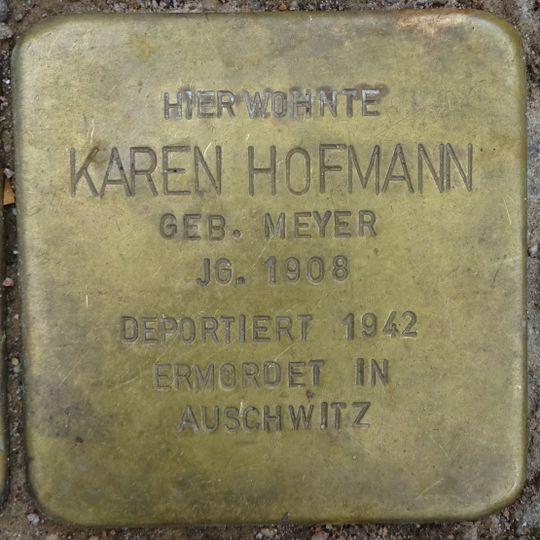 HIER WOHNTE
KAREN HOFMANN
GEB. MEYER
JG. 1908
DEPORTIERT 1942
ERMORDET IN
AUSCHWITZ